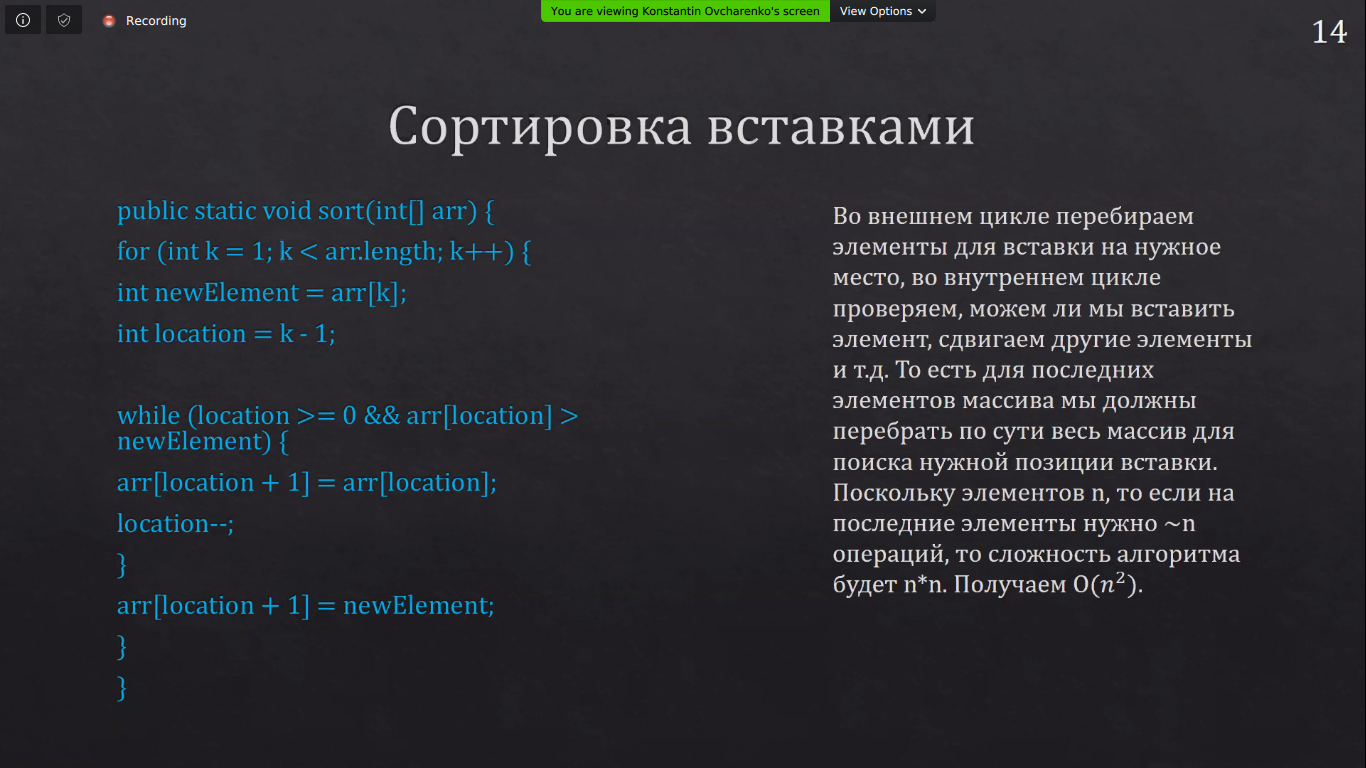 Recording
You are viewing Konstantin Ovcharenko's screen
View Options
14
Сортировка вставками
public static void sort(int[] arr) {
for (int k = 1; k < arr.length; k++) {
int newElement = arr[k];
int location = k - 1;
while (location >= 0 && arr[location] >
newElement) {
arr[location + 1] = arr[location];
location--;
}
arr[location + 1] = newElement;
}
}
Во внешнем цикле перебираем
элементы для вставки на нужное
место, во внутреннем цикле
проверяем, можем ли мы вставить
элемент, сдвигаем другие элементы
и т.д. То есть для последних
элементов массива мы должны
перебрать по сути весь массив для
поиска нужной позиции вставки.
Поскольку элементов n, то если на
последние элементы нужно ~n
операций, то сложность алгоритма
будет n*n. Получаем O(n²).